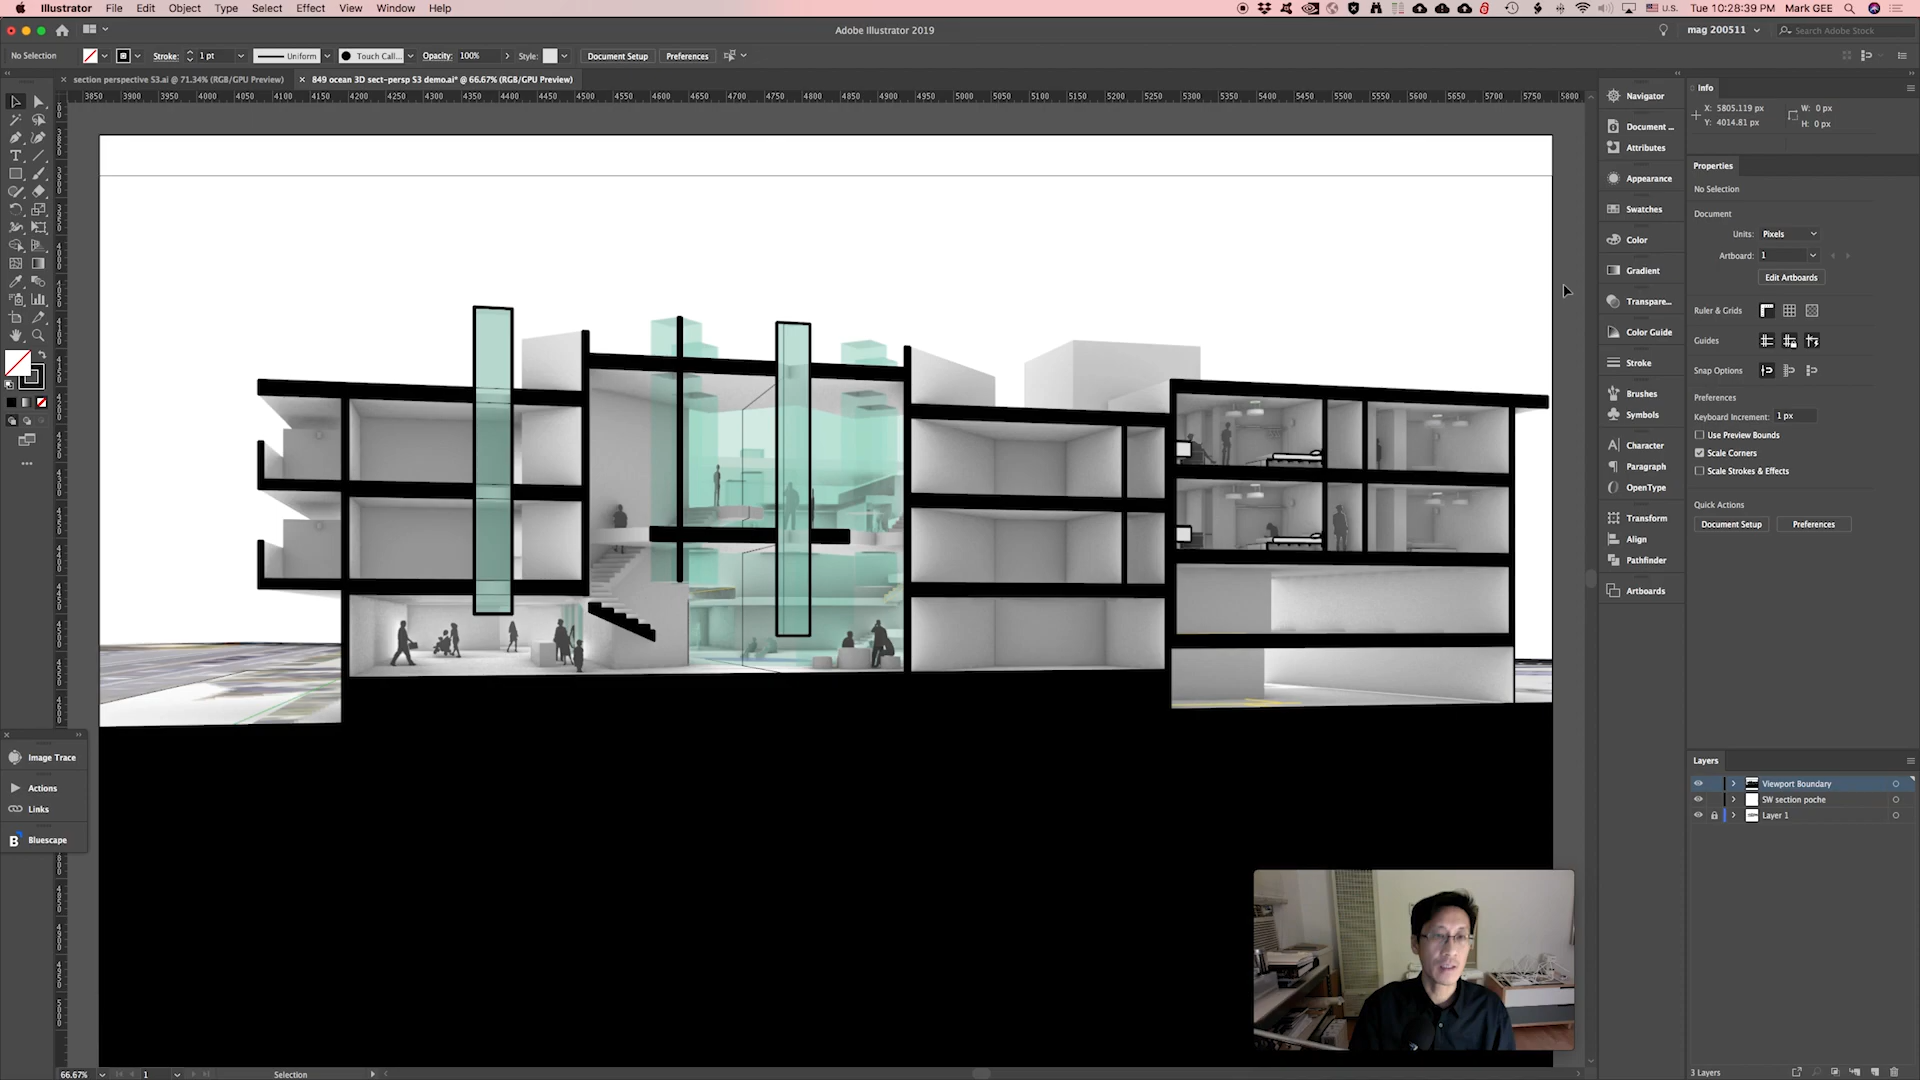 Illustrator File Edit Object Type Select Effect View Window Help
U.S. Tue 10:28:39 PM Mark GEE
Adobe Illustrator 2019
mag 200511 Search Adobe Stock
No Selection Stroke: 1 pt Uniform Touch Call... Opacity: 100% Style: Document Setup Preferences
section perspective S3.ai @ 71.34% (RGB/GPU Preview)
849 ocean 3D sect-persp S3 demo.ai* @ 66.67% (RGB/GPU Preview)
3850 3900 4000 4050 4100 4150 4200 4250 4300 4350 4400 4450 4500 4550 4600 4650 4700 4750 4800 4850 4900 4950 5000 5050 5100 5150 5200 5250 5300 5350 5400 5450 5500 5550 5600 5650 5700 5750 5800
Navigator
Document ...
Attributes
Appearance
Swatches
Color
Gradient
Transpare...
Color Guide
Stroke
Brushes
Symbols
Character
Paragraph
OpenType
Transform
Align
Pathfinder
Artboards
Info
X: 5805.119 px
Y: 4014.81 px
W: 0 px
H: 0 px
Properties
No Selection
Document
Units: Pixels
Artboard: 1
Edit Artboards
Ruler & Grids
Guides
Snap Options
Preferences
Keyboard Increment: 1 px
Use Preview Bounds
Scale Corners
Scale Strokes & Effects
Quick Actions
Document Setup Preferences
Image Trace
Actions
Links
B Bluescape
Layers
Viewport Boundary
SW section poche
Layer 1
3 Layers
66.67% 1 Selection